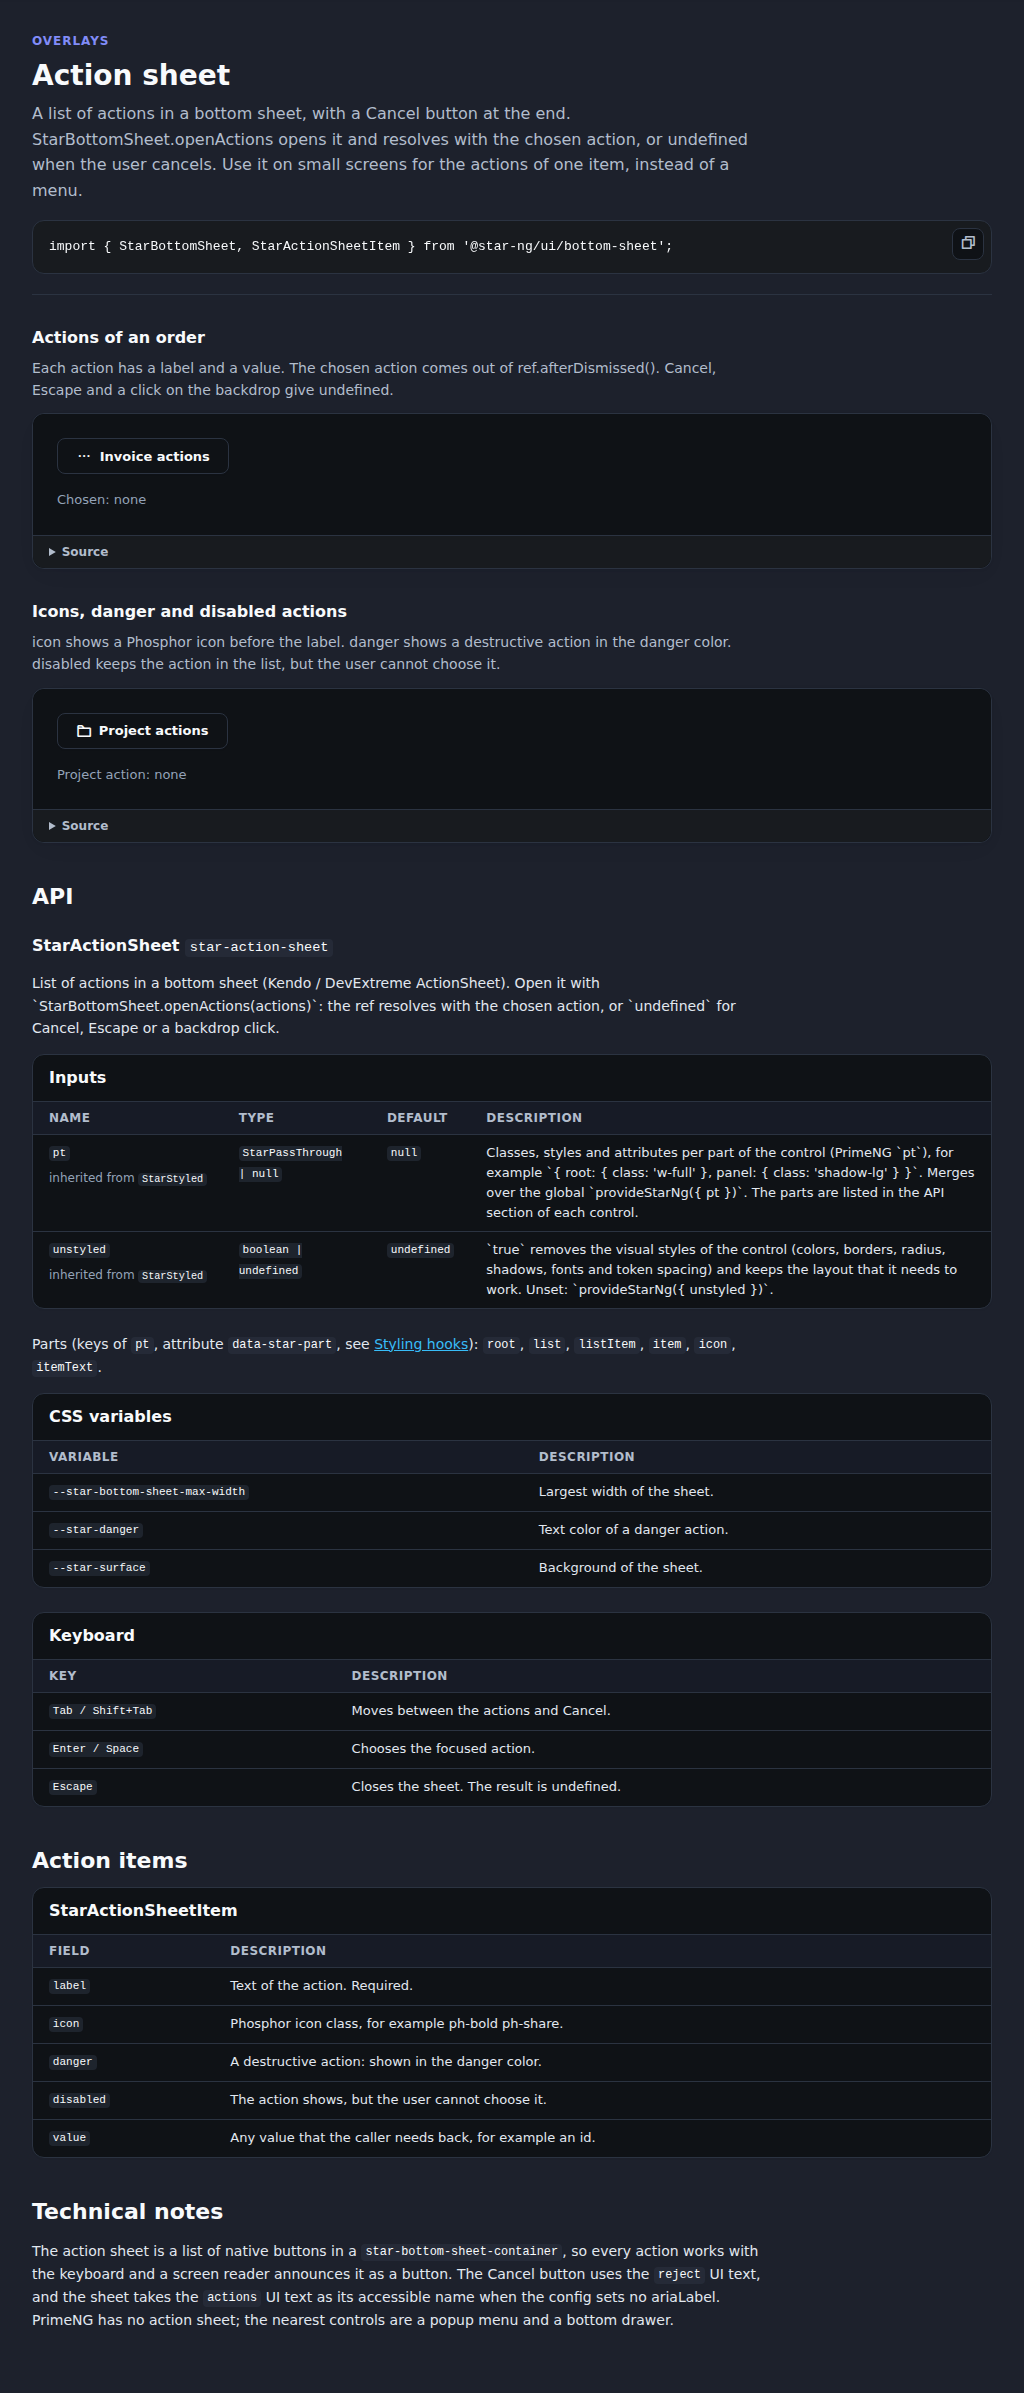 OVERLAYS
Action sheet
A list of actions in a bottom sheet, with a Cancel button at the end.
StarBottomSheet.openActions opens it and resolves with the chosen action, or undefined
when the user cancels. Use it on small screens for the actions of one item, instead of a
menu.
import { StarBottomSheet, StarActionSheetItem } from '@star-ng/ui/bottom-sheet';
Actions of an order
Each action has a label and a value. The chosen action comes out of ref.afterDismissed(). Cancel,
Escape and a click on the backdrop give undefined.
Invoice actions
Chosen: none
Source
Icons, danger and disabled actions
icon shows a Phosphor icon before the label. danger shows a destructive action in the danger color.
disabled keeps the action in the list, but the user cannot choose it.
Project actions
Project action: none
Source
API
StarActionSheet star-action-sheet
List of actions in a bottom sheet (Kendo / DevExtreme ActionSheet). Open it with
`StarBottomSheet.openActions(actions)`: the ref resolves with the chosen action, or `undefined` for
Cancel, Escape or a backdrop click.
Inputs
NAME TYPE DEFAULT DESCRIPTION
pt StarPassThrough null Classes, styles and attributes per part of the control (PrimeNG `pt`), for
inherited from StarStyled | null example `{ root: { class: 'w-full' }, panel: { class: 'shadow-lg' } }`. Merges
over the global `provideStarNg({ pt })`. The parts are listed in the API
section of each control.
unstyled boolean | undefined `true` removes the visual styles of the control (colors, borders, radius,
inherited from StarStyled undefined shadows, fonts and token spacing) and keeps the layout that it needs to
work. Unset: `provideStarNg({ unstyled })`.
Parts (keys of pt, attribute data-star-part, see Styling hooks): root, list, listItem, item, icon,
itemText.
CSS variables
VARIABLE DESCRIPTION
--star-bottom-sheet-max-width Largest width of the sheet.
--star-danger Text color of a danger action.
--star-surface Background of the sheet.
Keyboard
KEY DESCRIPTION
Tab / Shift+Tab Moves between the actions and Cancel.
Enter / Space Chooses the focused action.
Escape Closes the sheet. The result is undefined.
Action items
StarActionSheetItem
FIELD DESCRIPTION
label Text of the action. Required.
icon Phosphor icon class, for example ph-bold ph-share.
danger A destructive action: shown in the danger color.
disabled The action shows, but the user cannot choose it.
value Any value that the caller needs back, for example an id.
Technical notes
The action sheet is a list of native buttons in a star-bottom-sheet-container, so every action works with
the keyboard and a screen reader announces it as a button. The Cancel button uses the reject UI text,
and the sheet takes the actions UI text as its accessible name when the config sets no ariaLabel.
PrimeNG has no action sheet; the nearest controls are a popup menu and a bottom drawer.